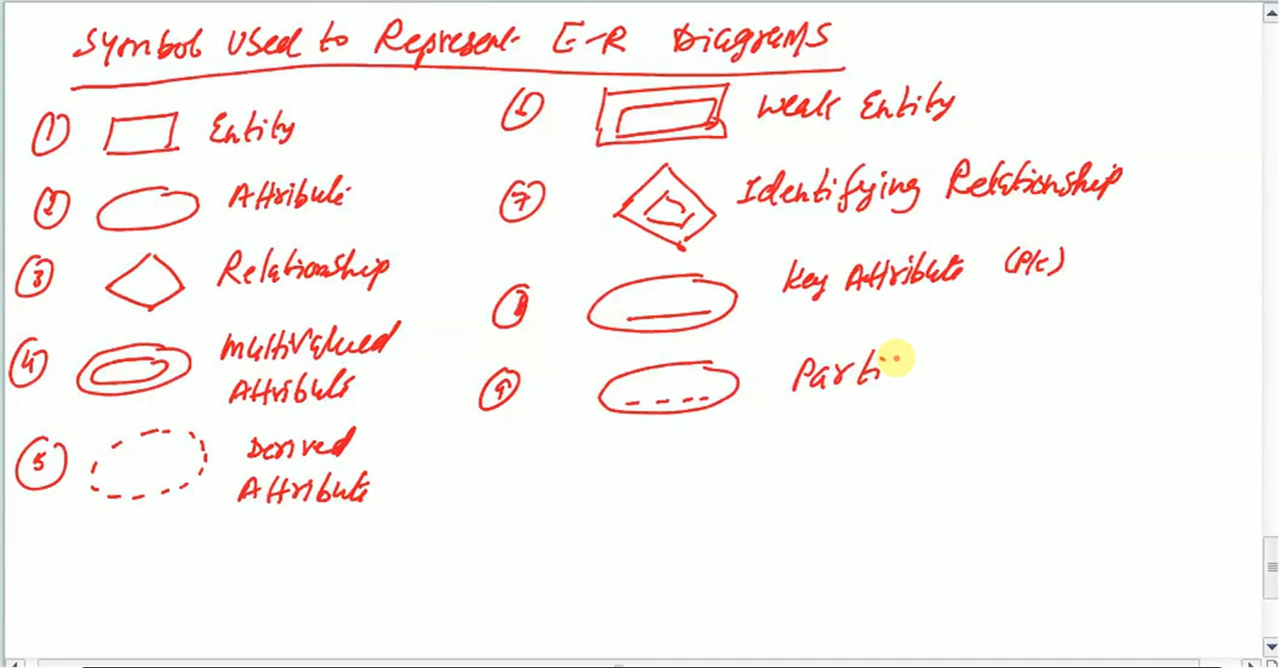 Symbol Used to Represent E-R Diagrams
① Entity
② Attribute
③ Relationship
④ Multivalued
Attribute
⑤ Derived
Attribute
⑥ Weak Entity
⑦ Identifying Relationship
⑧ Key Attribute (P/C)
⑨ Parti